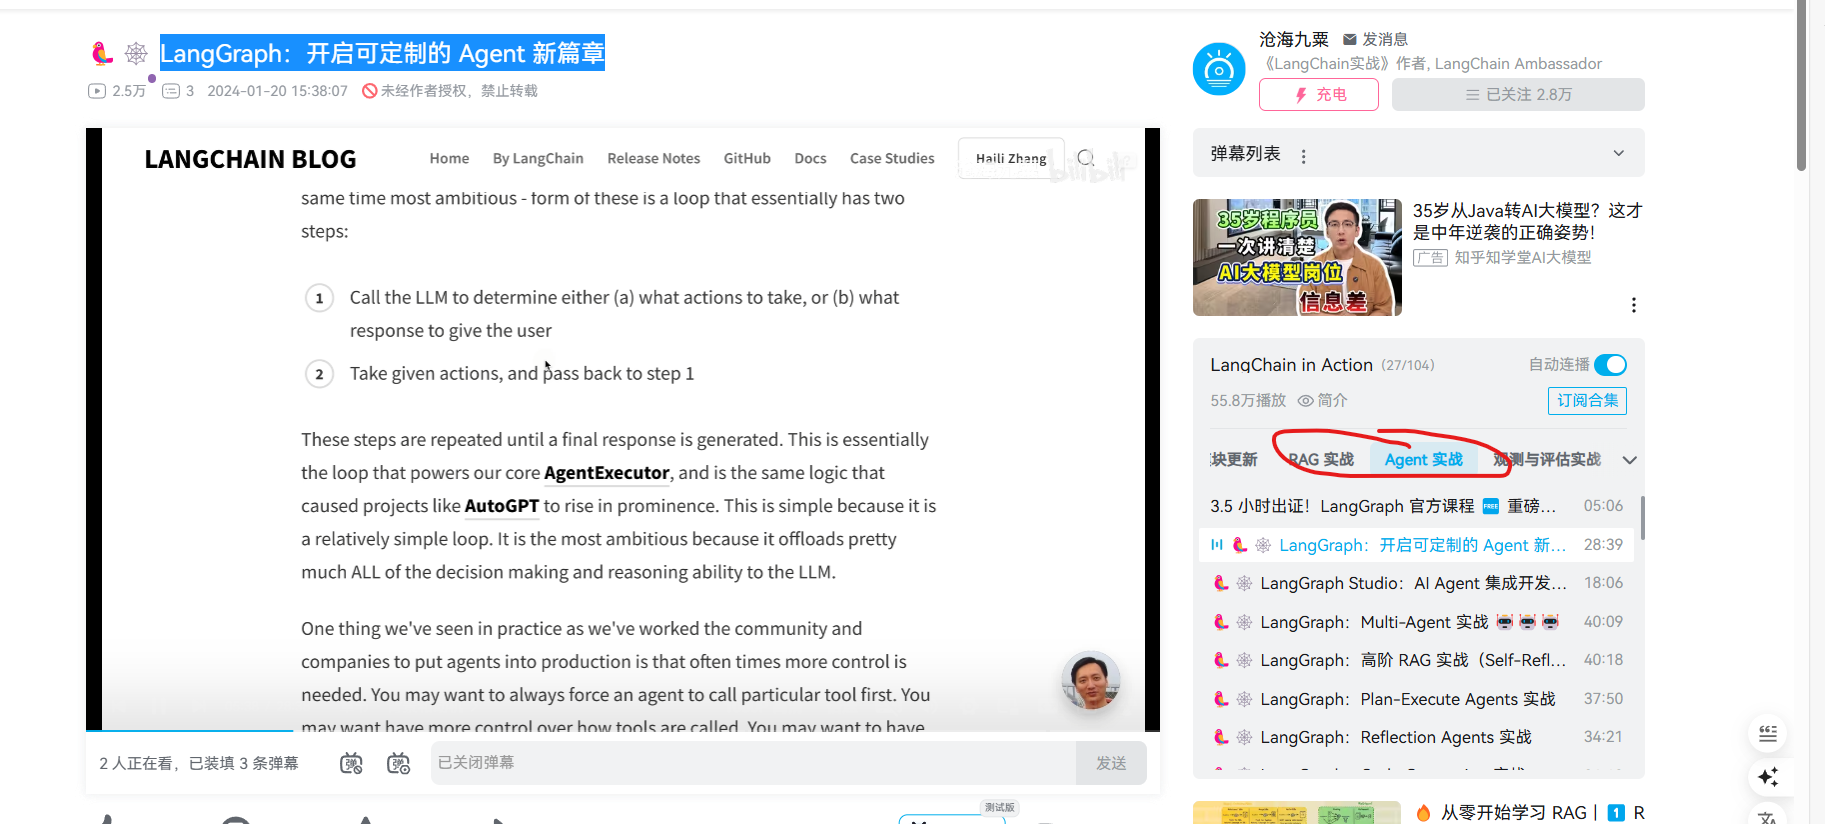 LangGraph：开启可定制的 Agent 新篇章
2.5万 3 2024-01-20 15:38:07 未经作者授权，禁止转载
LANGCHAIN BLOG
Home By LangChain Release Notes GitHub Docs Case Studies Haili Zhang
bilibili
same time most ambitious - form of these is a loop that essentially has two
steps:
1 Call the LLM to determine either (a) what actions to take, or (b) what
response to give the user
2 Take given actions, and pass back to step 1
These steps are repeated until a final response is generated. This is essentially
the loop that powers our core AgentExecutor, and is the same logic that
caused projects like AutoGPT to rise in prominence. This is simple because it is
a relatively simple loop. It is the most ambitious because it offloads pretty
much ALL of the decision making and reasoning ability to the LLM.
One thing we've seen in practice as we've worked the community and
companies to put agents into production is that often times more control is
needed. You may want to always force an agent to call particular tool first. You
may want have more control over how tools are called. You may want to have
2 人正在看，已装填 3 条弹幕
已关闭弹幕
发送
测试版
沧海九粟 发消息
《LangChain实战》作者, LangChain Ambassador
充电
已关注 2.8万
弹幕列表
35岁程序员
一次讲清楚
AI大模型岗位
信息差
35岁从Java转AI大模型？这才
是中年逆袭的正确姿势！
广告 知乎知学堂AI大模型
LangChain in Action (27/104) 自动连播
55.8万播放 简介 订阅合集
块更新 RAG 实战 Agent 实战 观测与评估实战
3.5 小时出证！LangGraph 官方课程 FREE 重磅... 05:06
LangGraph：开启可定制的 Agent 新... 28:39
LangGraph Studio：AI Agent 集成开发... 18:06
LangGraph：Multi-Agent 实战 40:09
LangGraph：高阶 RAG 实战（Self-Refl... 40:18
LangGraph：Plan-Execute Agents 实战 37:50
LangGraph：Reflection Agents 实战 34:21
从零开始学习 RAG | 1 R